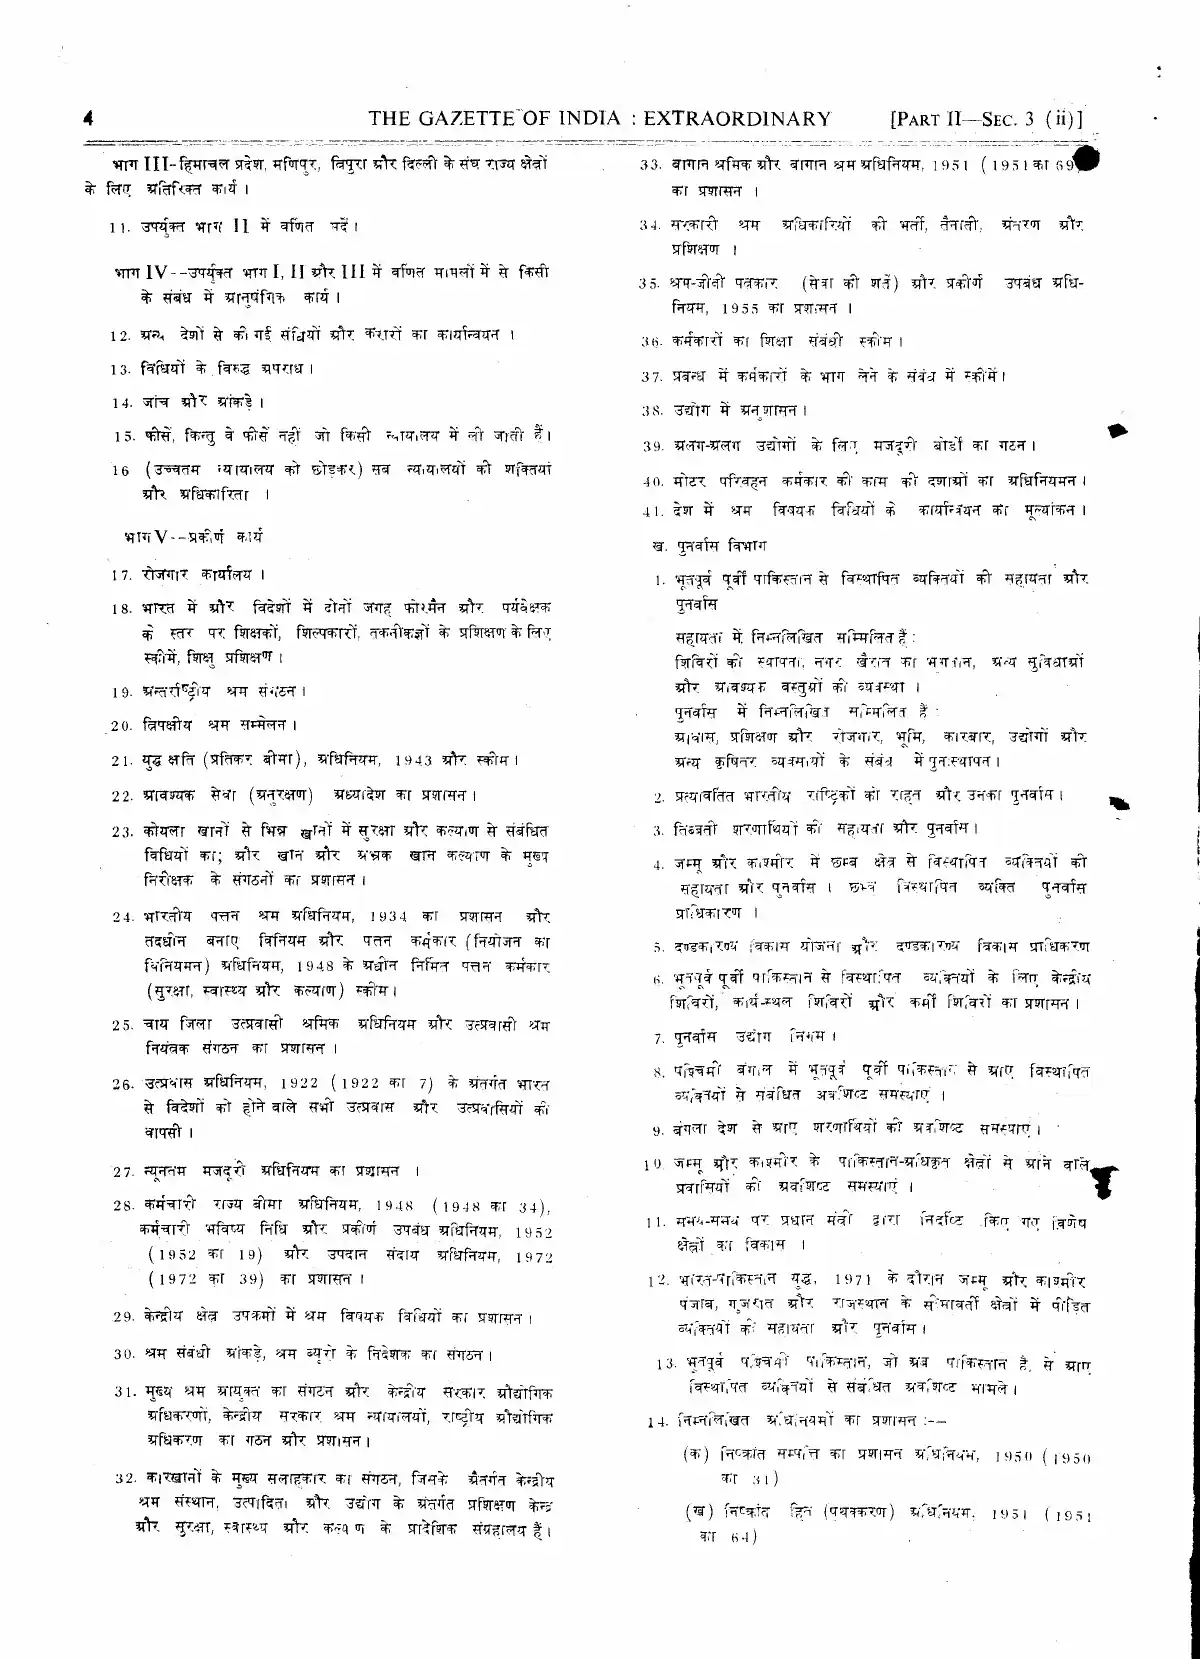 4 THE GAZETTE OF INDIA : EXTRAORDINARY [PART II—SEC. 3 (ii)]
भाग III-हिमाचल प्रदेश, मणिपुर, त्रिपुरा और दिल्ली के संघ राज्य क्षेत्रों
के लिए अतिरिक्त कार्य ।
11. उपर्युक्त भाग II में वर्णित मदें ।
भाग IV--उपर्युक्त भाग I, II और III में वर्णित मामलों में से किसी
के संबंध में आनुषंगिक कार्य ।
12. अन्य देशों से की गई संधियों और करारों का कार्यान्वयन ।
13. विधियों के विरुद्ध अपराध ।
14. जांच और आंकड़े ।
15. फीसें, किन्तु वे फीसें नहीं जो किसी न्यायालय में ली जाती हैं ।
16 (उच्चतम न्यायालय को छोड़कर) सब न्यायालयों की शक्तियां
और अधिकारिता ।
भाग V--प्रकीर्ण कार्य
17. रोजगार कार्यालय ।
18. भारत में और विदेशों में दोनों जगह फोरमैन और पर्यवेक्षक
के स्तर पर शिक्षकों, शिल्पकारों, तकनीकज्ञों के प्रशिक्षण के लिए
स्कीमें, शिक्षु प्रशिक्षण ।
19. अन्तर्राष्ट्रीय श्रम संगठन ।
20. त्रिपक्षीय श्रम सम्मेलन ।
21. युद्ध क्षति (प्रतिकर बीमा), अधिनियम, 1943 और स्कीम ।
22. आवश्यक सेवा (अनुरक्षण) अध्यादेश का प्रशासन ।
23. कोयला खानों से भिन्न खानों में सुरक्षा और कल्याण से संबंधित
विधियों का; और खान और अभ्रक खान कल्याण के मुख्य
निरीक्षक के संगठनों का प्रशासन ।
24. भारतीय पत्तन श्रम अधिनियम, 1934 का प्रशासन और
तदधीन बनाए विनियम और पत्तन कर्मकार (नियोजन का
विनियमन) अधिनियम, 1948 के अधीन निर्मित पत्तन कर्मकार
(सुरक्षा, स्वास्थ्य और कल्याण) स्कीम ।
25. चाय जिला उत्प्रवासी श्रमिक अधिनियम और उत्प्रवासी श्रम
नियंत्रक संगठन का प्रशासन ।
26. उत्प्रवास अधिनियम, 1922 (1922 का 7) के अंतर्गत भारत
से विदेशों को होने वाले सभी उत्प्रवास और उत्प्रवासियों की
वापसी ।
27. न्यूनतम मजदूरी अधिनियम का प्रशासन ।
28. कर्मचारी राज्य बीमा अधिनियम, 1948 (1948 का 34),
कर्मचारी भविष्य निधि और प्रकीर्ण उपबंध अधिनियम, 1952
(1952 का 19) और उपदान संदाय अधिनियम, 1972
(1972 का 39) का प्रशासन ।
29. केन्द्रीय क्षेत्र उपक्रमों में श्रम विषयक विधियों का प्रशासन ।
30. श्रम संबंधी आंकड़े, श्रम ब्यूरो के निदेशक का संगठन ।
31. मुख्य श्रम आयुक्त का संगठन और केन्द्रीय सरकार औद्योगिक
अधिकरणों, केन्द्रीय सरकार श्रम न्यायालयों, राष्ट्रीय औद्योगिक
अधिकरण का गठन और प्रशासन ।
32. कारखानों के मुख्य सलाहकार का संगठन, जिसके अंतर्गत केन्द्रीय
श्रम संस्थान, उत्पादिता और उद्योग के अंतर्गत प्रशिक्षण केन्द्र
और सुरक्षा, स्वास्थ्य और कल्याण के प्रादेशिक संग्रहालय हैं ।
33. बागान श्रमिक और बागान श्रम अधिनियम, 1951 (1951 का 69)
का प्रशासन ।
34. सरकारी श्रम अधिकारियों की भर्ती, तैनाती, अंतरण और
प्रशिक्षण ।
35. श्रम-जीवी पत्रकार (सेवा की शर्तें) और प्रकीर्ण उपबंध अधि-
नियम, 1955 का प्रशासन ।
36. कर्मकारों का शिक्षा संबंधी स्कीम ।
37. प्रबन्ध में कर्मकारों के भाग लेने के संबंध में स्कीमें ।
38. उद्योग में अनुशासन ।
39. अलग-अलग उद्योगों के लिए मजदूरी बोर्डों का गठन ।
40. मोटर परिवहन कर्मकार की काम की दशाओं का अधिनियमन ।
41. देश में श्रम विषयक विधियों के कार्यान्वयन का मूल्यांकन ।
ख. पुनर्वास विभाग
1. भूतपूर्व पूर्वी पाकिस्तान से विस्थापित व्यक्तियों की सहायता और
पुनर्वास
सहायता में निम्नलिखित सम्मिलित हैं :
शिविरों की स्थापना, नगर खैरात का भुगतान, अन्य सुविधाओं
और आवश्यक वस्तुओं की व्यवस्था ।
पुनर्वास में निम्नलिखित सम्मिलित हैं :
आवास, प्रशिक्षण और रोजगार, भूमि, कारबार, उद्योगों और
अन्य कृषितर व्यवसायों के संबंध में पुनःस्थापन ।
2. प्रत्यावर्तित भारतीय राष्ट्रिकों को राहत और उनका पुनर्वास ।
3. तिब्बती शरणार्थियों की सहायता और पुनर्वास ।
4. जम्मू और काश्मीर में छम्ब क्षेत्र से विस्थापित व्यक्तियों की
सहायता और पुनर्वास । छम्ब विस्थापित व्यक्ति पुनर्वास
प्राधिकारण ।
5. दण्डकारण्य विकास योजना और दण्डकारण्य विकास प्राधिकरण
6. भूतपूर्व पूर्वी पाकिस्तान से विस्थापित व्यक्तियों के लिए केन्द्रीय
शिविरों, कार्य-स्थल शिविरों और कर्मी शिविरों का प्रशासन ।
7. पुनर्वास उद्योग निगम ।
8. पश्चिमी बंगाल में भूतपूर्व पूर्वी पाकिस्तान से आए विस्थापित
व्यक्तियों से संबंधित अवशिष्ट समस्याएं ।
9. बंगला देश से आए शरणार्थियों की अवशिष्ट समस्याएं ।
10 जम्मू और काश्मीर के पाकिस्तान-अधिकृत क्षेत्रों से आने वाले
प्रवासियों की अवशिष्ट समस्याएं ।
11. समय-समय पर प्रधान मंत्री द्वारा निर्दिष्ट किए गए विशेष
क्षेत्रों का विकास ।
12. भारत-पाकिस्तान युद्ध, 1971 के दौरान जम्मू और काश्मीर
पंजाब, गुजरात और राजस्थान के सीमावर्ती क्षेत्रों में पीड़ित
व्यक्तियों की सहायता और पुनर्वास ।
13. भूतपूर्व पश्चिमी पाकिस्तान, जो अब पाकिस्तान है, से आए
विस्थापित व्यक्तियों से संबंधित अवशिष्ट मामले ।
14. निम्नलिखित अधिनियमों का प्रशासन :--
(क) निष्क्रांत सम्पत्ति का प्रशासन अधिनियम, 1950 (1950
का 31)
(ख) निष्क्रांत हित (पृथक्करण) अधिनियम, 1951 (1951
का 64)